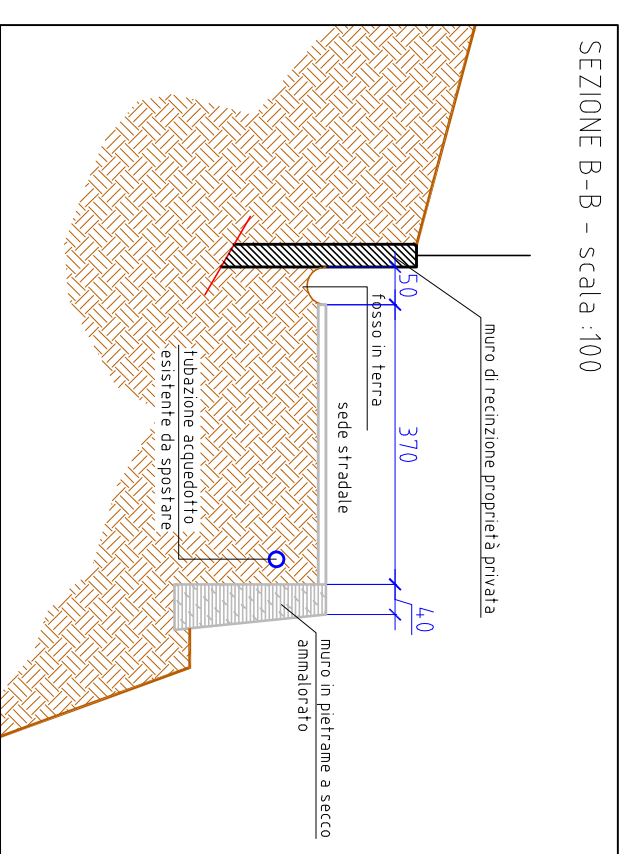 SEZIONE B-B - scala :100
muro di recinzione proprietà privata
50
370
40
fosso in terra
sede stradale
muro in pietrame a secco
ammalorato
tubazione acquedotto
esistente da spostare